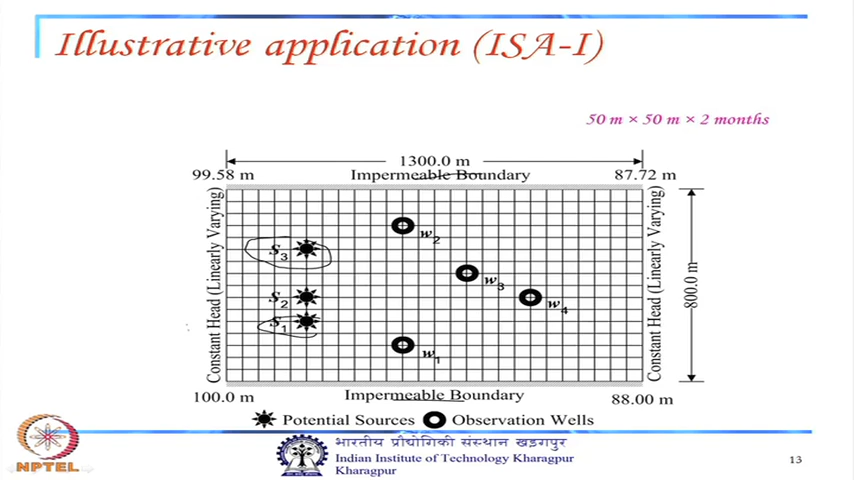 Illustrative application (ISA-I)
50 m × 50 m × 2 months
1300.0 m
99.58 m Impermeable Boundary 87.72 m
Constant Head (Linearly Varying)
S3
S2
S1
w2
w3
w4
w1
Constant Head (Linearly Varying)
800.0 m
100.0 m Impermeable Boundary 88.00 m
Potential Sources Observation Wells
NPTEL
भारतीय प्रौद्योगिकी संस्थान खड़गपुर
Indian Institute of Technology Kharagpur
Kharagpur
13